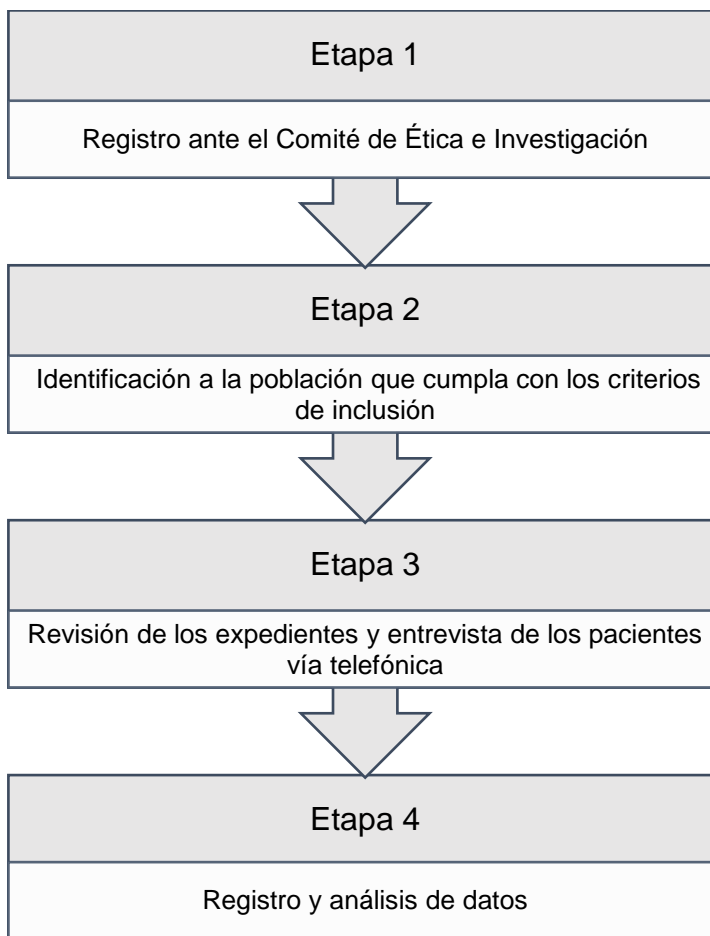 Etapa 1
Registro ante el Comité de Ética e Investigación
Etapa 2
Identificación a la población que cumpla con los criterios
de inclusión
Etapa 3
Revisión de los expedientes y entrevista de los pacientes
vía telefónica
Etapa 4
Registro y análisis de datos